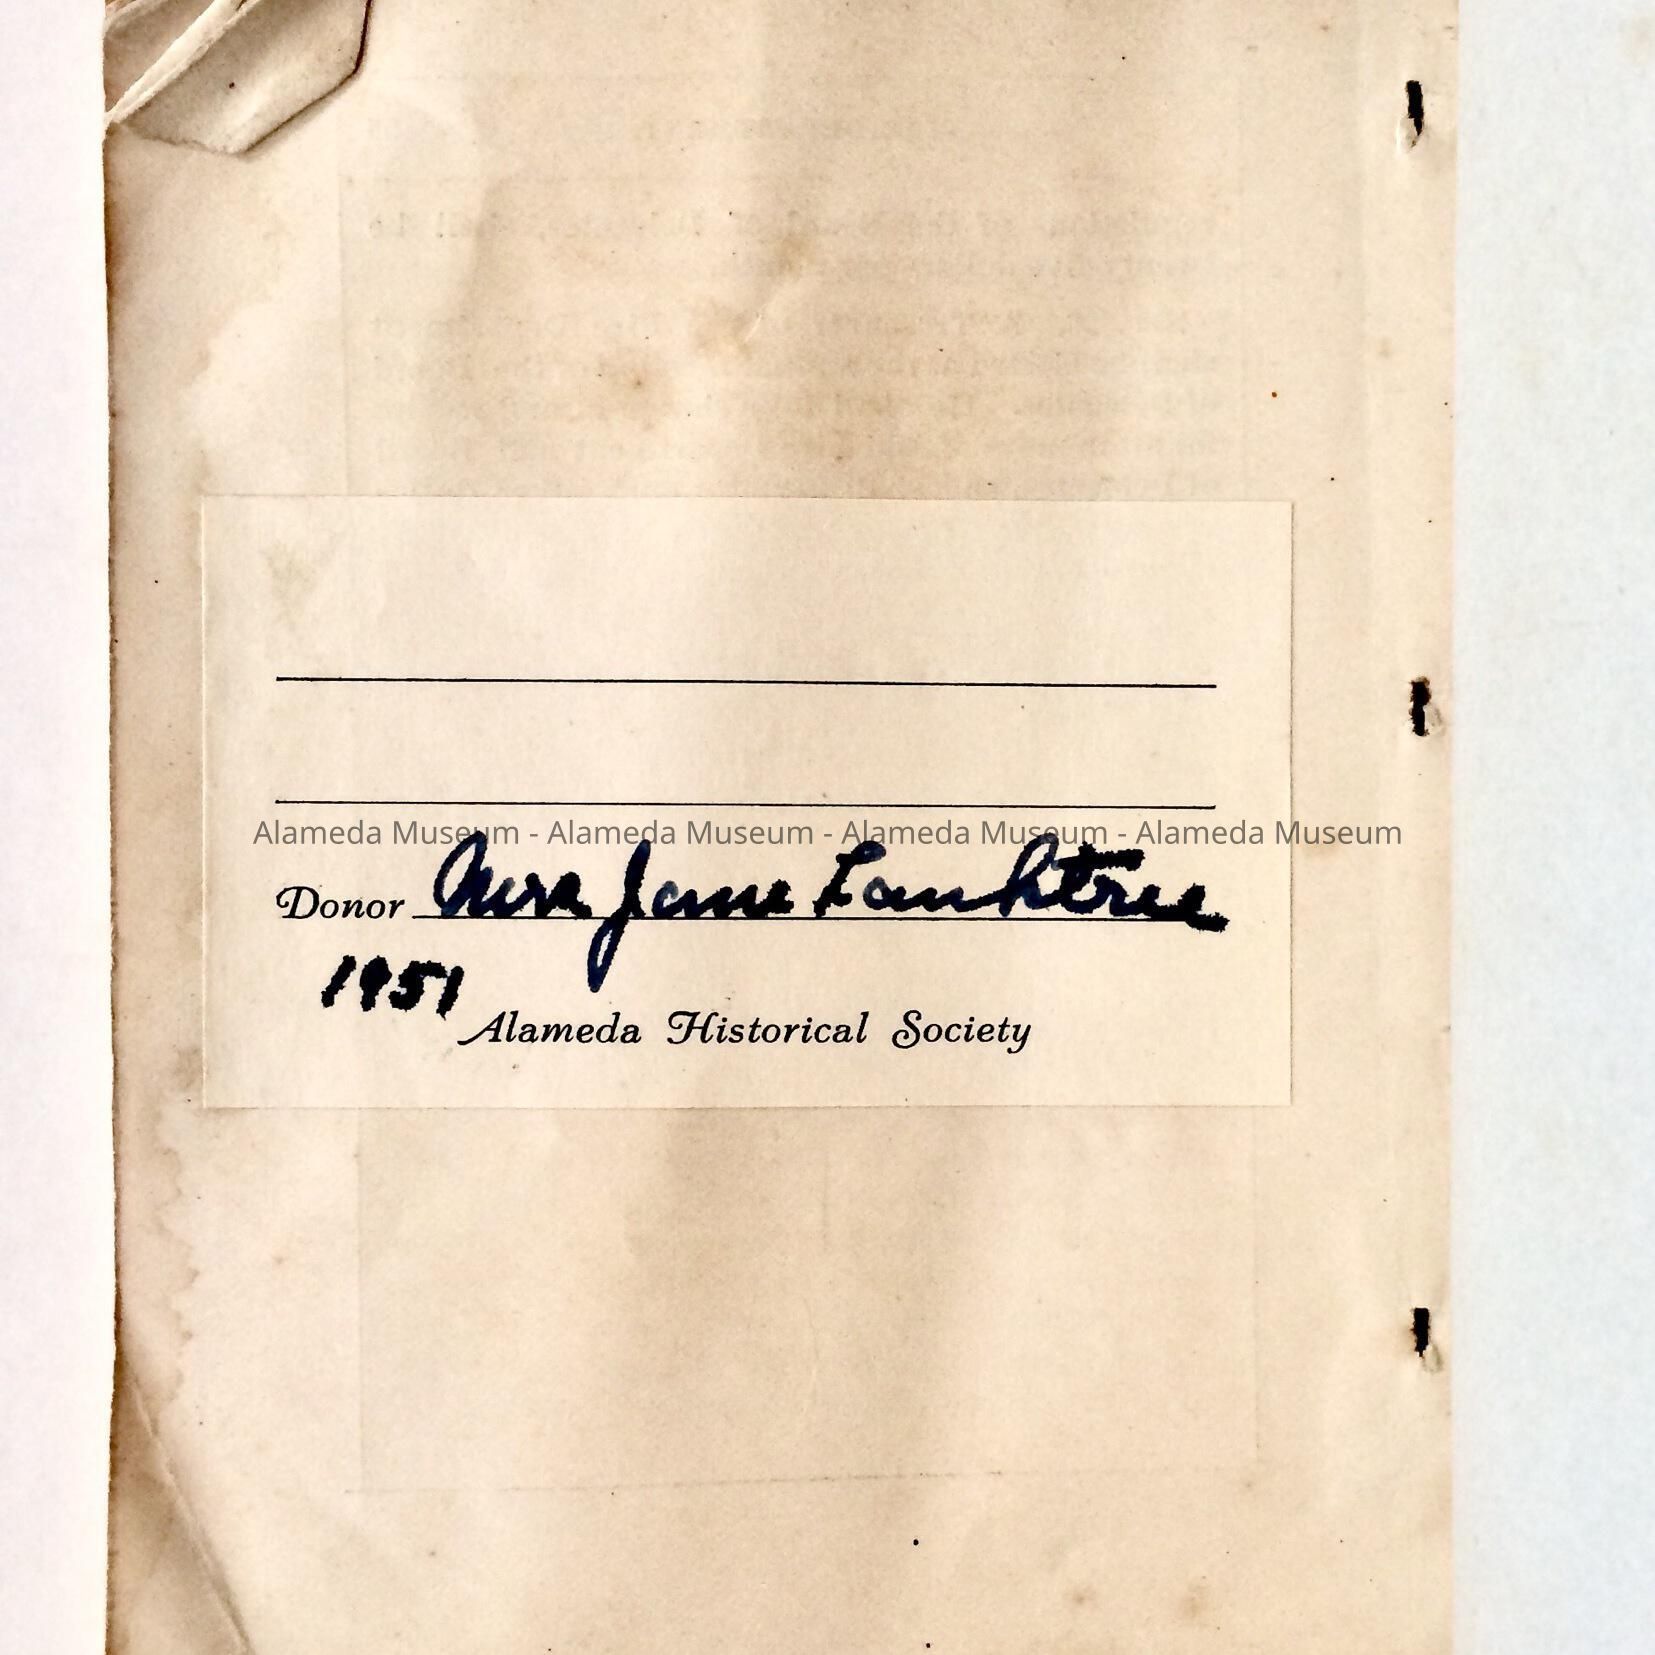 Alameda Museum - Alameda Museum - Alameda Museum - Alameda Museum
Donor Mrs Jane
1951
Alameda Historical Society